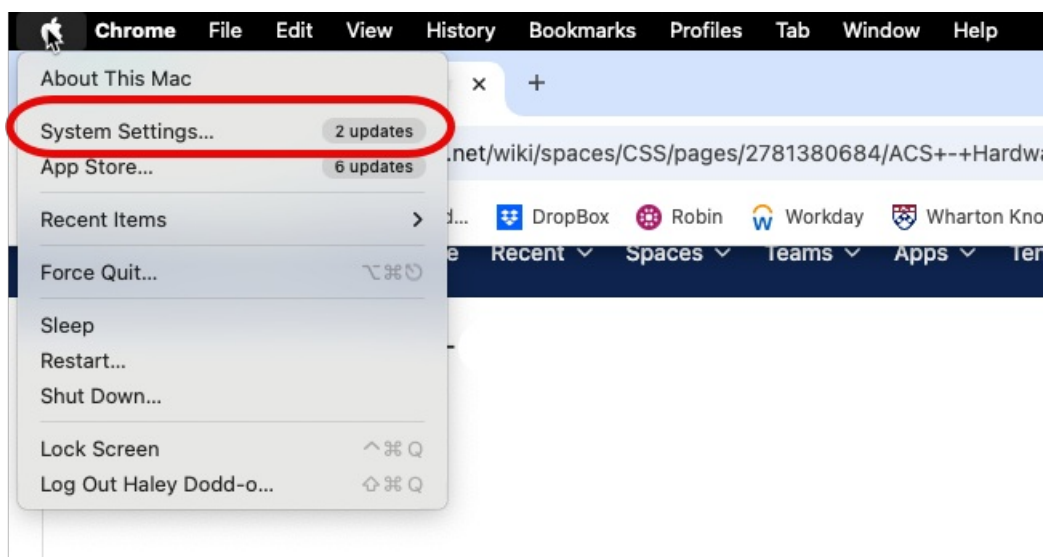 Chrome File Edit View History Bookmarks Profiles Tab Window Help
About This Mac
System Settings... 2 updates
App Store... 6 updates
Recent Items
Force Quit... ⌥⌘⎋
Sleep
Restart...
Shut Down...
Lock Screen ^⌘Q
Log Out Haley Dodd-o... ⇧⌘Q
.net/wiki/spaces/CSS/pages/2781380684/ACS+-+Hardwa
DropBox Robin Workday Wharton Kno
Recent Spaces Teams Apps